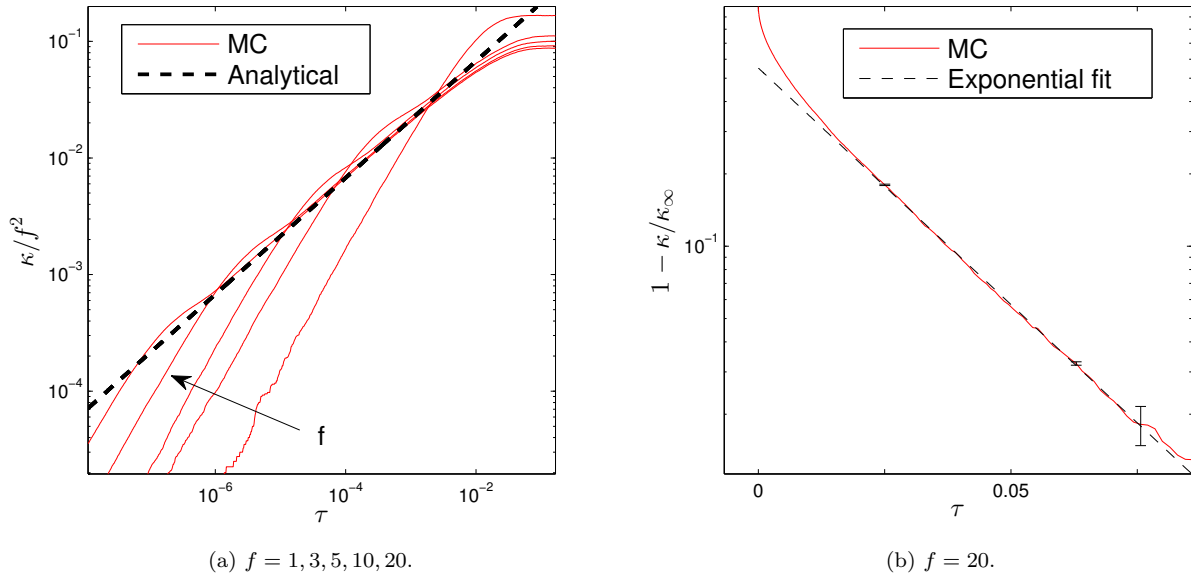 κ/f²
10⁻¹
10⁻²
10⁻³
10⁻⁴
10⁻⁶
10⁻⁴
10⁻²
τ
MC
Analytical
f
(a) f = 1, 3, 5, 10, 20.
1 − κ/κ∞
10⁻¹
0
0.05
τ
MC
Exponential fit
(b) f = 20.